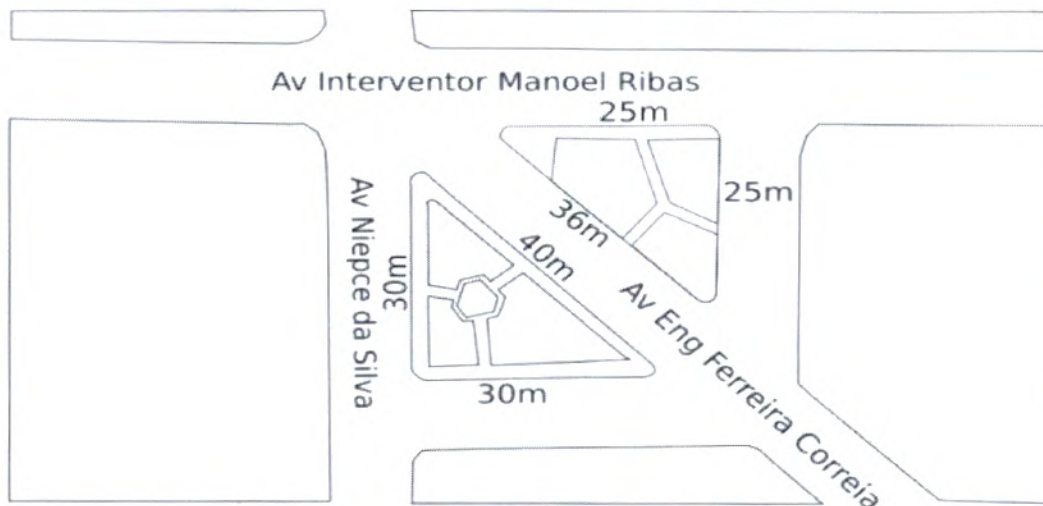 Av Interventor Manoel Ribas
25m
25m
36m
40m
Av Niepce da Silva
30m
30m
Av Eng Ferreira Correia